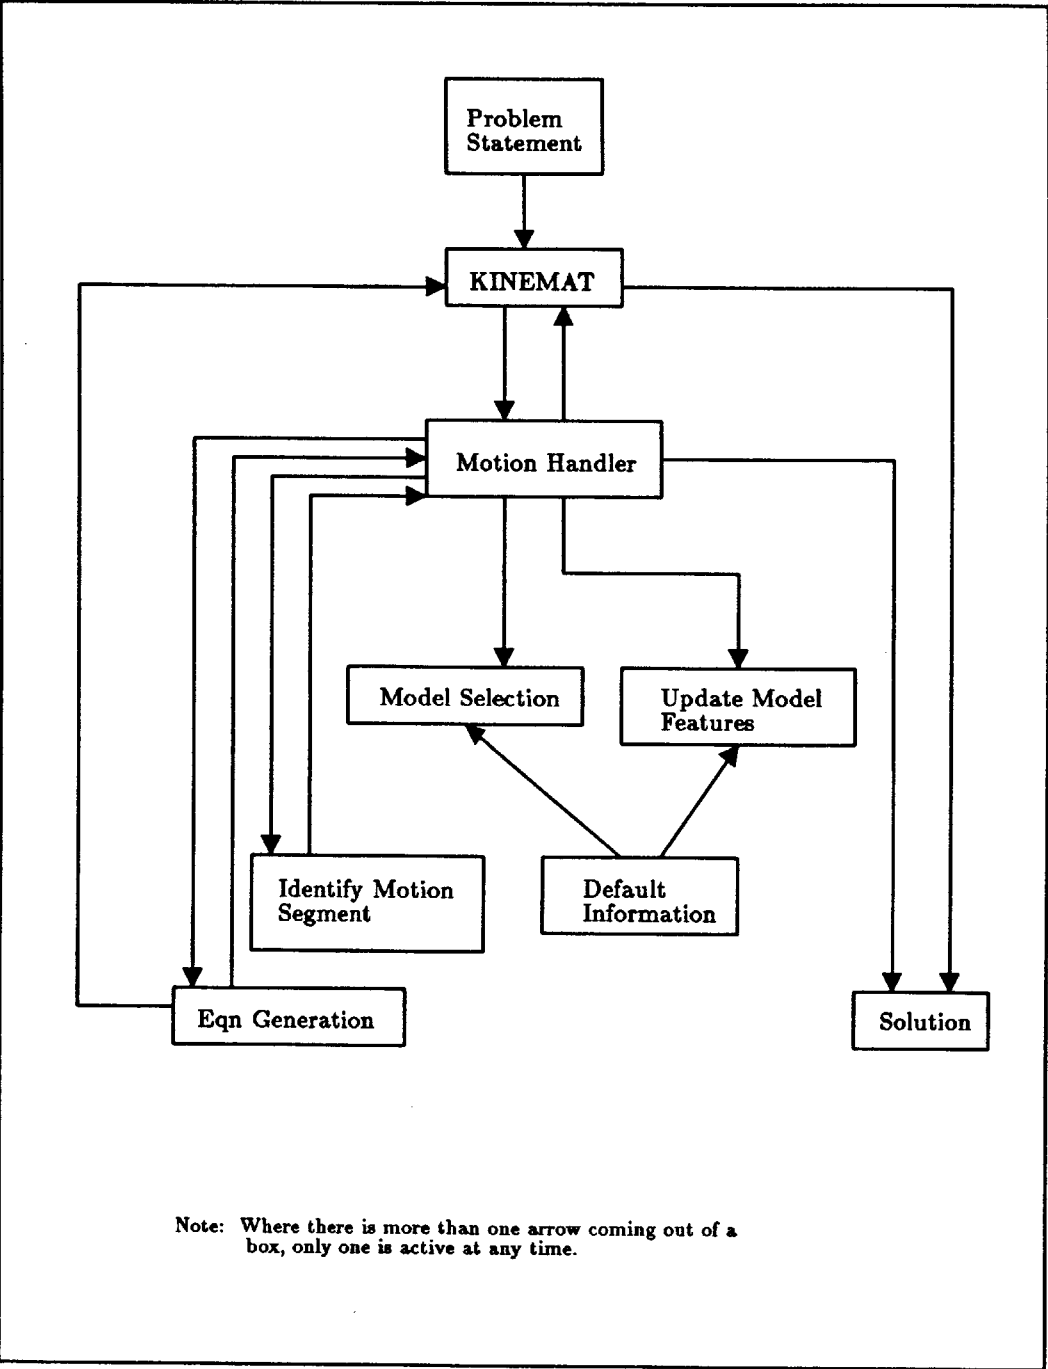 Problem
Statement
KINEMAT
Motion Handler
Model Selection
Update Model
Features
Identify Motion
Segment
Default
Information
Eqn Generation
Solution
Note: Where there is more than one arrow coming out of a
box, only one is active at any time.